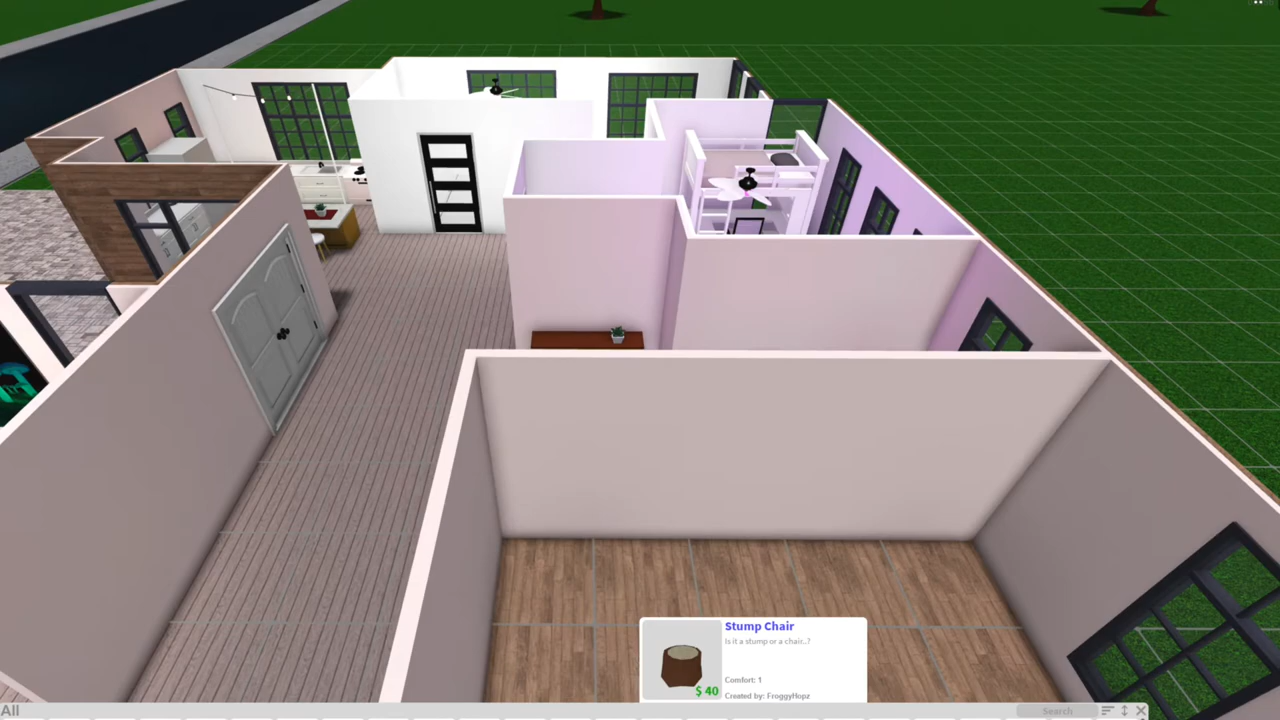 Stump Chair
Is it a stump or a chair..?
$ 40
Comfort: 1
Created by: FroggyHopz
All
Search